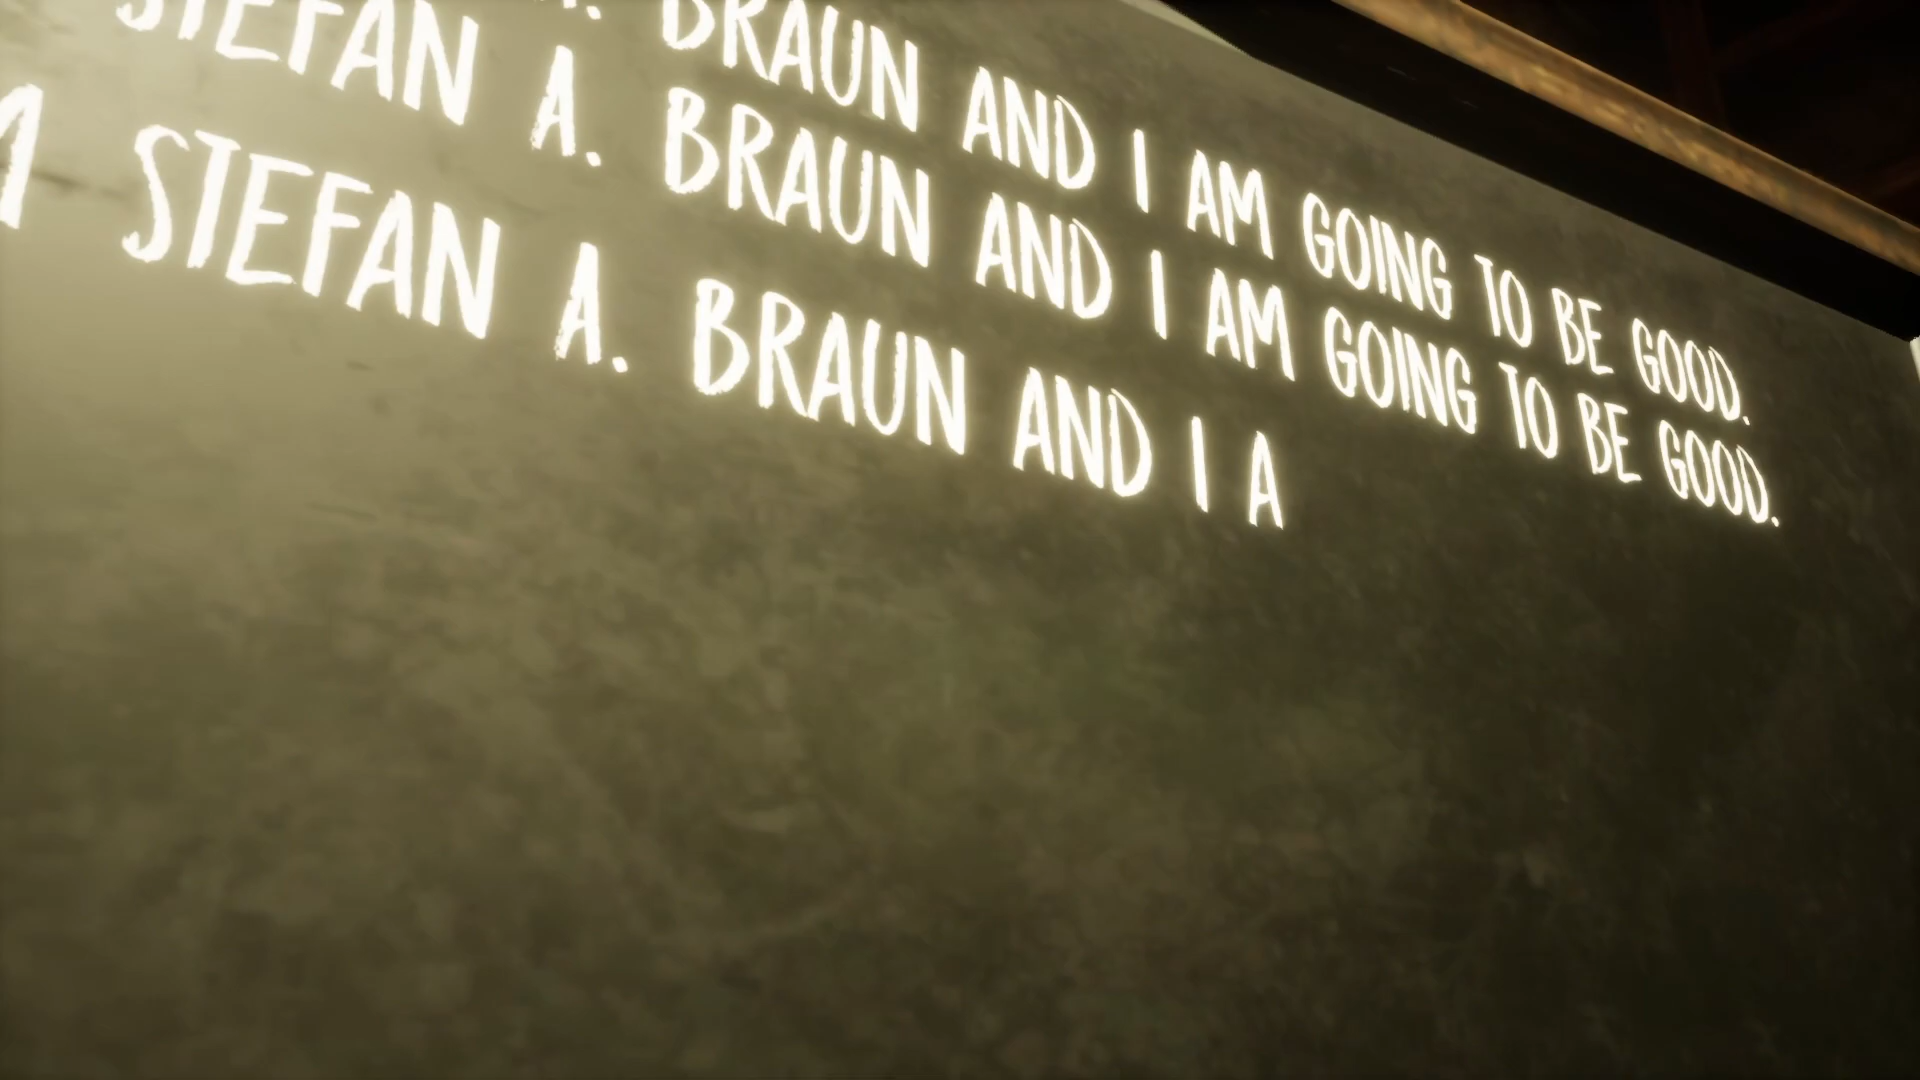 A. BRAUN AND I AM GOING TO BE GOOD.
STEFAN A. BRAUN AND I AM GOING TO BE GOOD.
M STEFAN A. BRAUN AND I A